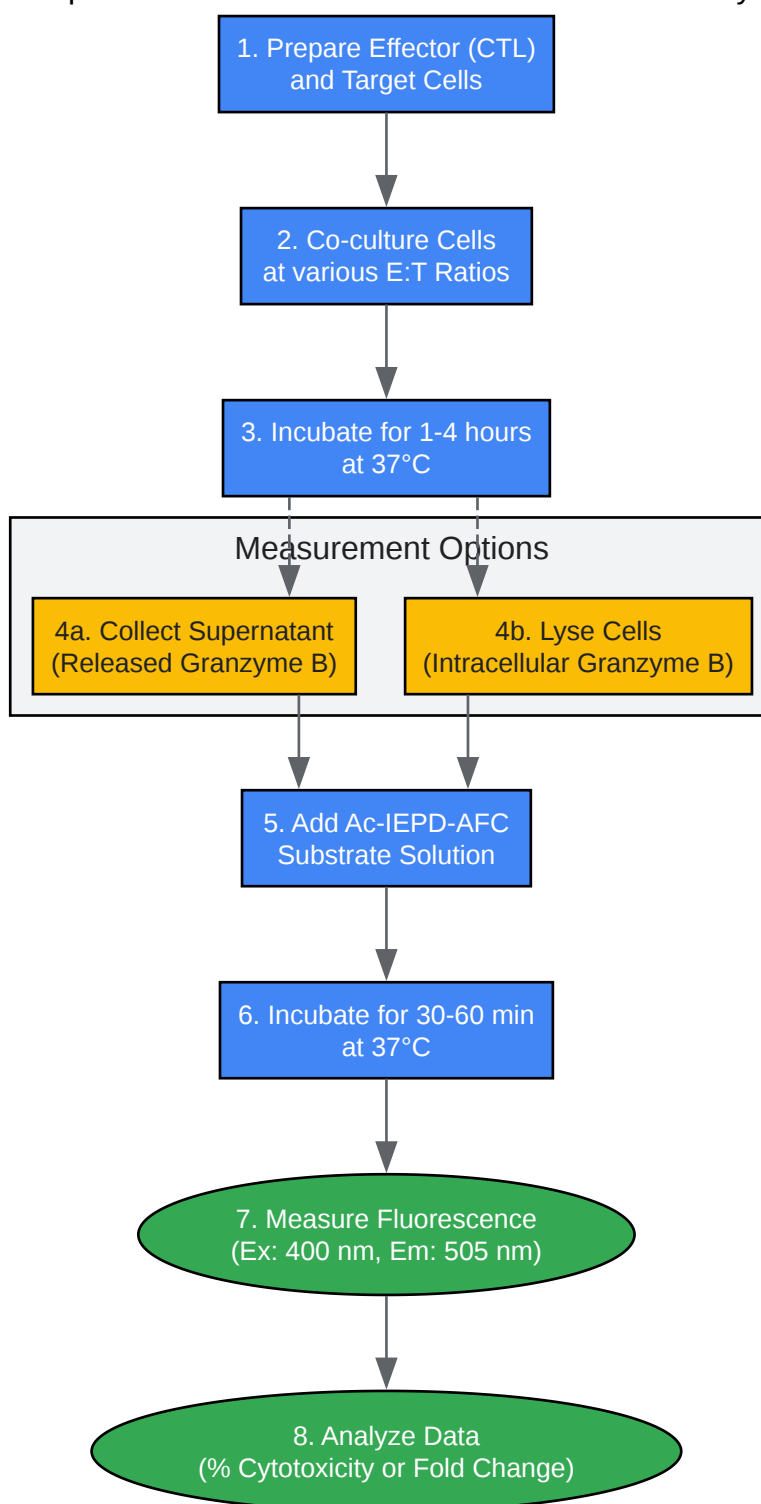 1. Prepare Effector (CTL)
and Target Cells
2. Co-culture Cells
at various E:T Ratios
3. Incubate for 1-4 hours
at 37°C
Measurement Options
4a. Collect Supernatant
(Released Granzyme B)
4b. Lyse Cells
(Intracellular Granzyme B)
5. Add Ac-IEPD-AFC
Substrate Solution
6. Incubate for 30-60 min
at 37°C
7. Measure Fluorescence
(Ex: 400 nm, Em: 505 nm)
8. Analyze Data
(% Cytotoxicity or Fold Change)